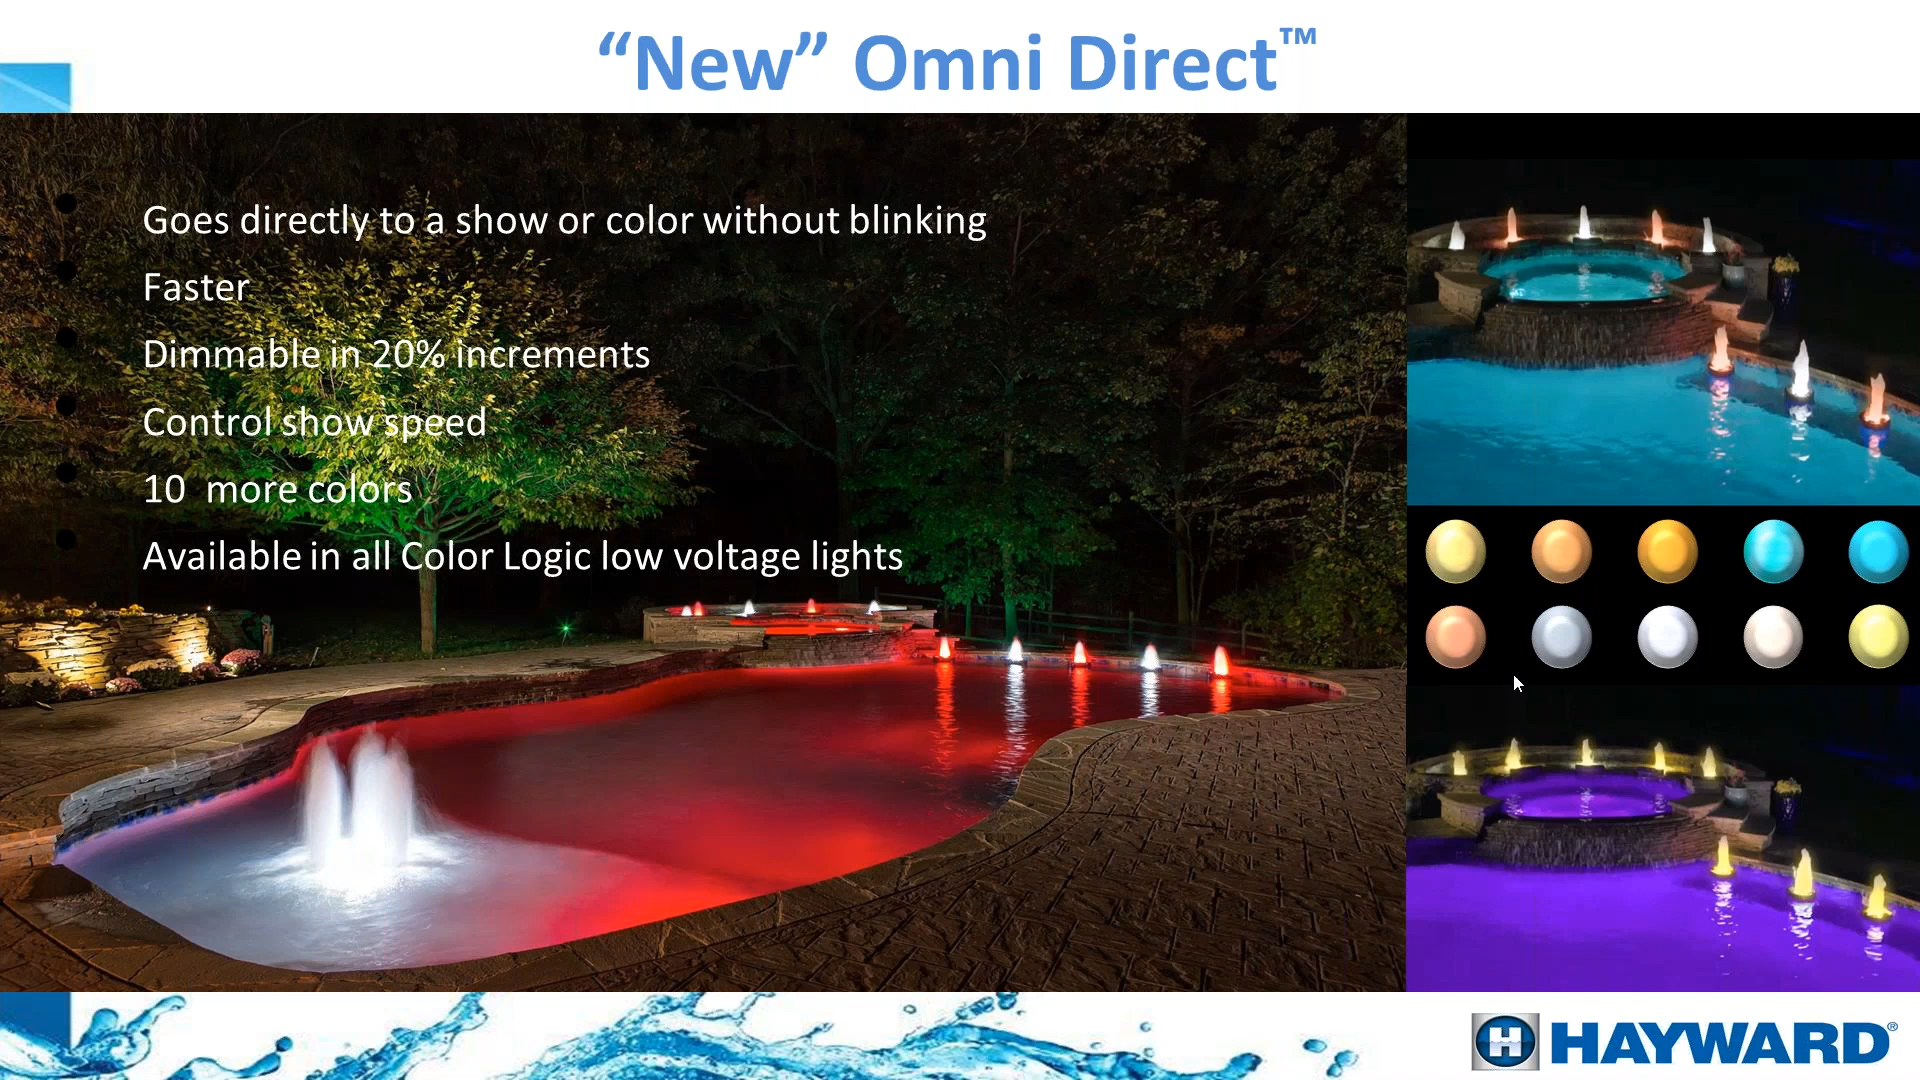 “New” Omni Direct™
Goes directly to a show or color without blinking
Faster
Dimmable in 20% increments
Control show speed
10 more colors
Available in all Color Logic low voltage lights
H HAYWARD®